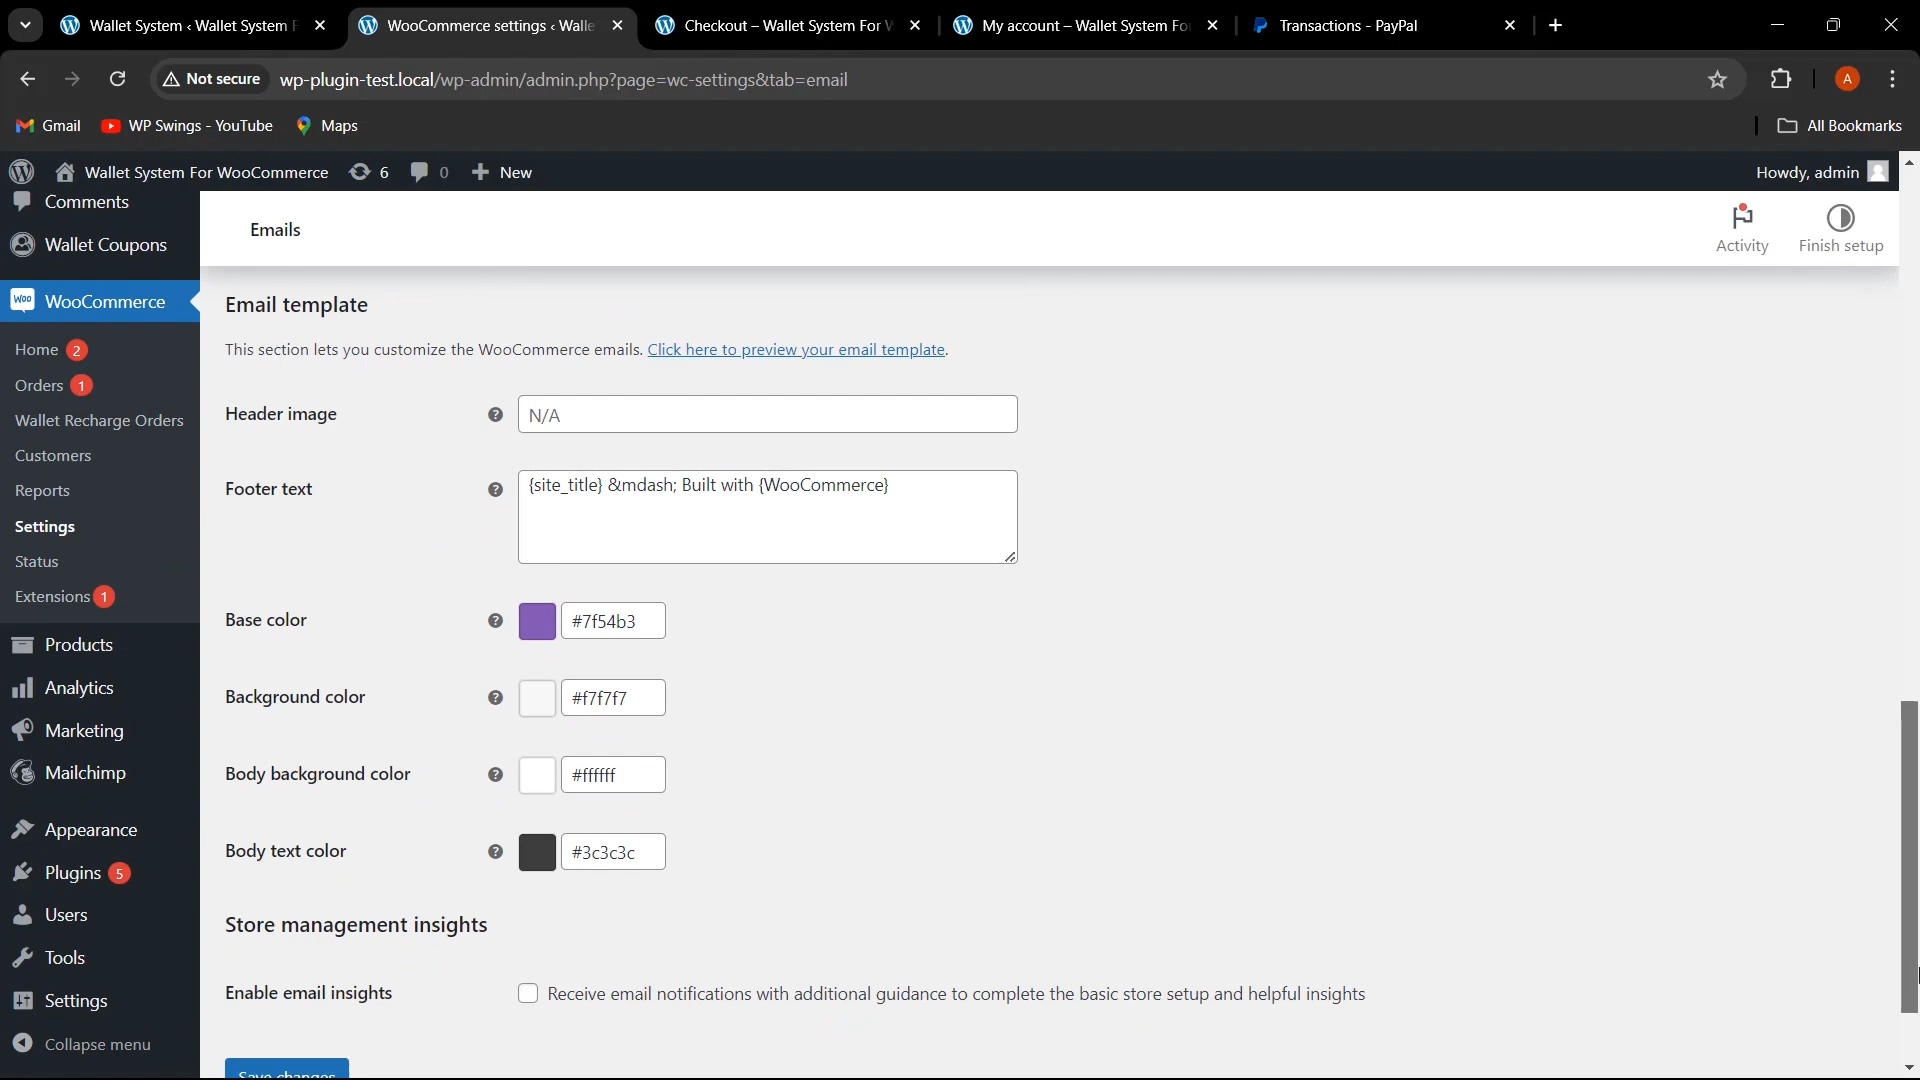 Wallet System ‹ Wallet System F
WooCommerce settings ‹ Walle
Checkout – Wallet System For W
My account – Wallet System Fo
Transactions - PayPal
Not secure
wp-plugin-test.local/wp-admin/admin.php?page=wc-settings&tab=email
A
Gmail
WP Swings - YouTube
Maps
All Bookmarks
Wallet System For WooCommerce
6
0
New
Howdy, admin
Comments
Wallet Coupons
Woo WooCommerce
Home 2
Orders 1
Wallet Recharge Orders
Customers
Reports
Settings
Status
Extensions 1
Products
Analytics
Marketing
Mailchimp
Appearance
Plugins 5
Users
Tools
Settings
Collapse menu
Emails
Activity
Finish setup
Email template
This section lets you customize the WooCommerce emails. Click here to preview your email template.
Header image
N/A
Footer text
{site_title} &mdash; Built with {WooCommerce}
Base color
#7f54b3
Background color
#f7f7f7
Body background color
#ffffff
Body text color
#3c3c3c
Store management insights
Enable email insights
Receive email notifications with additional guidance to complete the basic store setup and helpful insights
Save changes